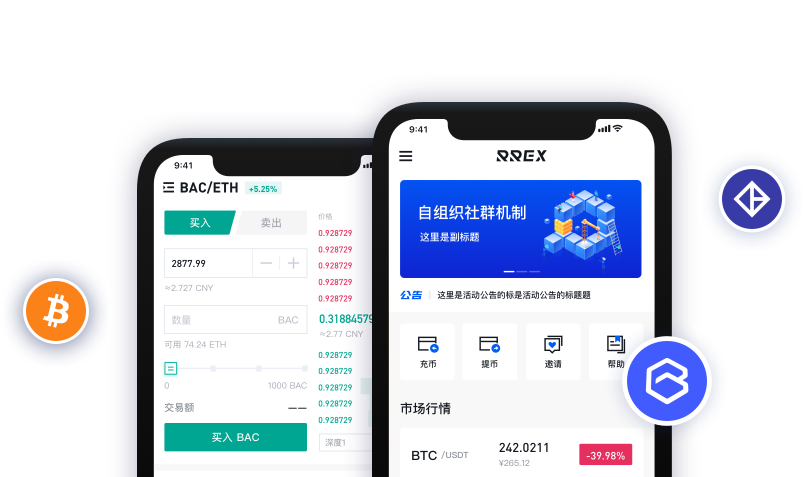 9:41
BAC/ETH
+5.25%
买入
卖出
价格
0.928729
0.928729
2877.99
0.928729
0.928729
≈2.727 CNY
0.928729
数量
BAC
0.31884579
≈2.77 CNY
可用 74.24 ETH
0.928729
0.928729
0 1000 BAC
0.928729
交易额
0.928729
0.928729
买入 BAC
深度1
9:41
RREX
自组织社群机制
这里是副标题
公告
这里是活动公告的标是活动公告的标题题
充币
提币
邀请
帮助
市场行情
BTC /USDT
242.0211
¥265.12
-39.98%